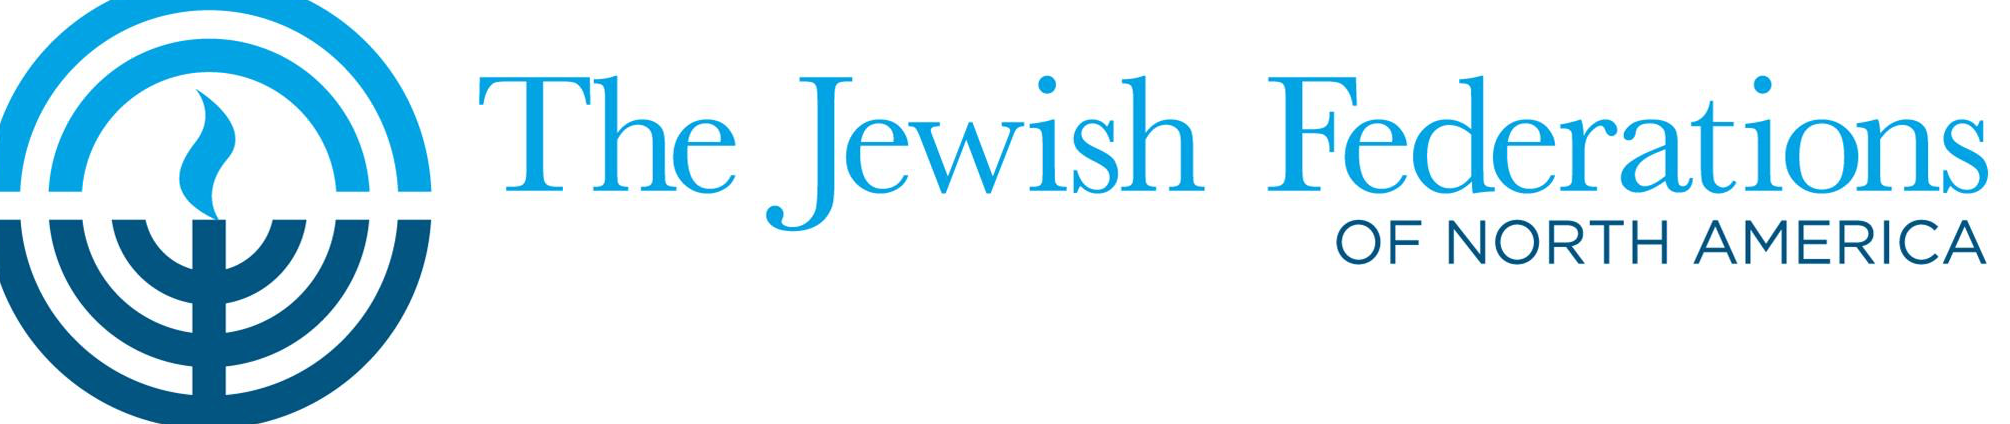 The Jewish Federations
OF NORTH AMERICA